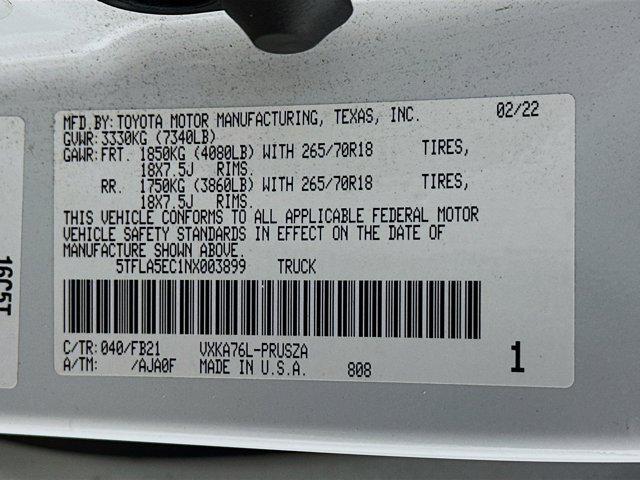 MFD.BY:TOYOTA MOTOR MANUFACTURING, TEXAS, INC. 02/22
GVWR:3330KG (7340LB)
GAWR:FRT. 1850KG (4080LB) WITH 265/70R18 TIRES,
18X7.5J RIMS.
RR. 1750KG (3860LB) WITH 265/70R18 TIRES,
18X7.5J RIMS.
THIS VEHICLE CONFORMS TO ALL APPLICABLE FEDERAL MOTOR
VEHICLE SAFETY STANDARDS IN EFFECT ON THE DATE OF
MANUFACTURE SHOWN ABOVE.
5TFLA5EC1NX003899 TRUCK
C/TR:040/FB21 VXKA76L-PRUSZA
A/TM: /AJA0F MADE IN U.S.A. 808 1